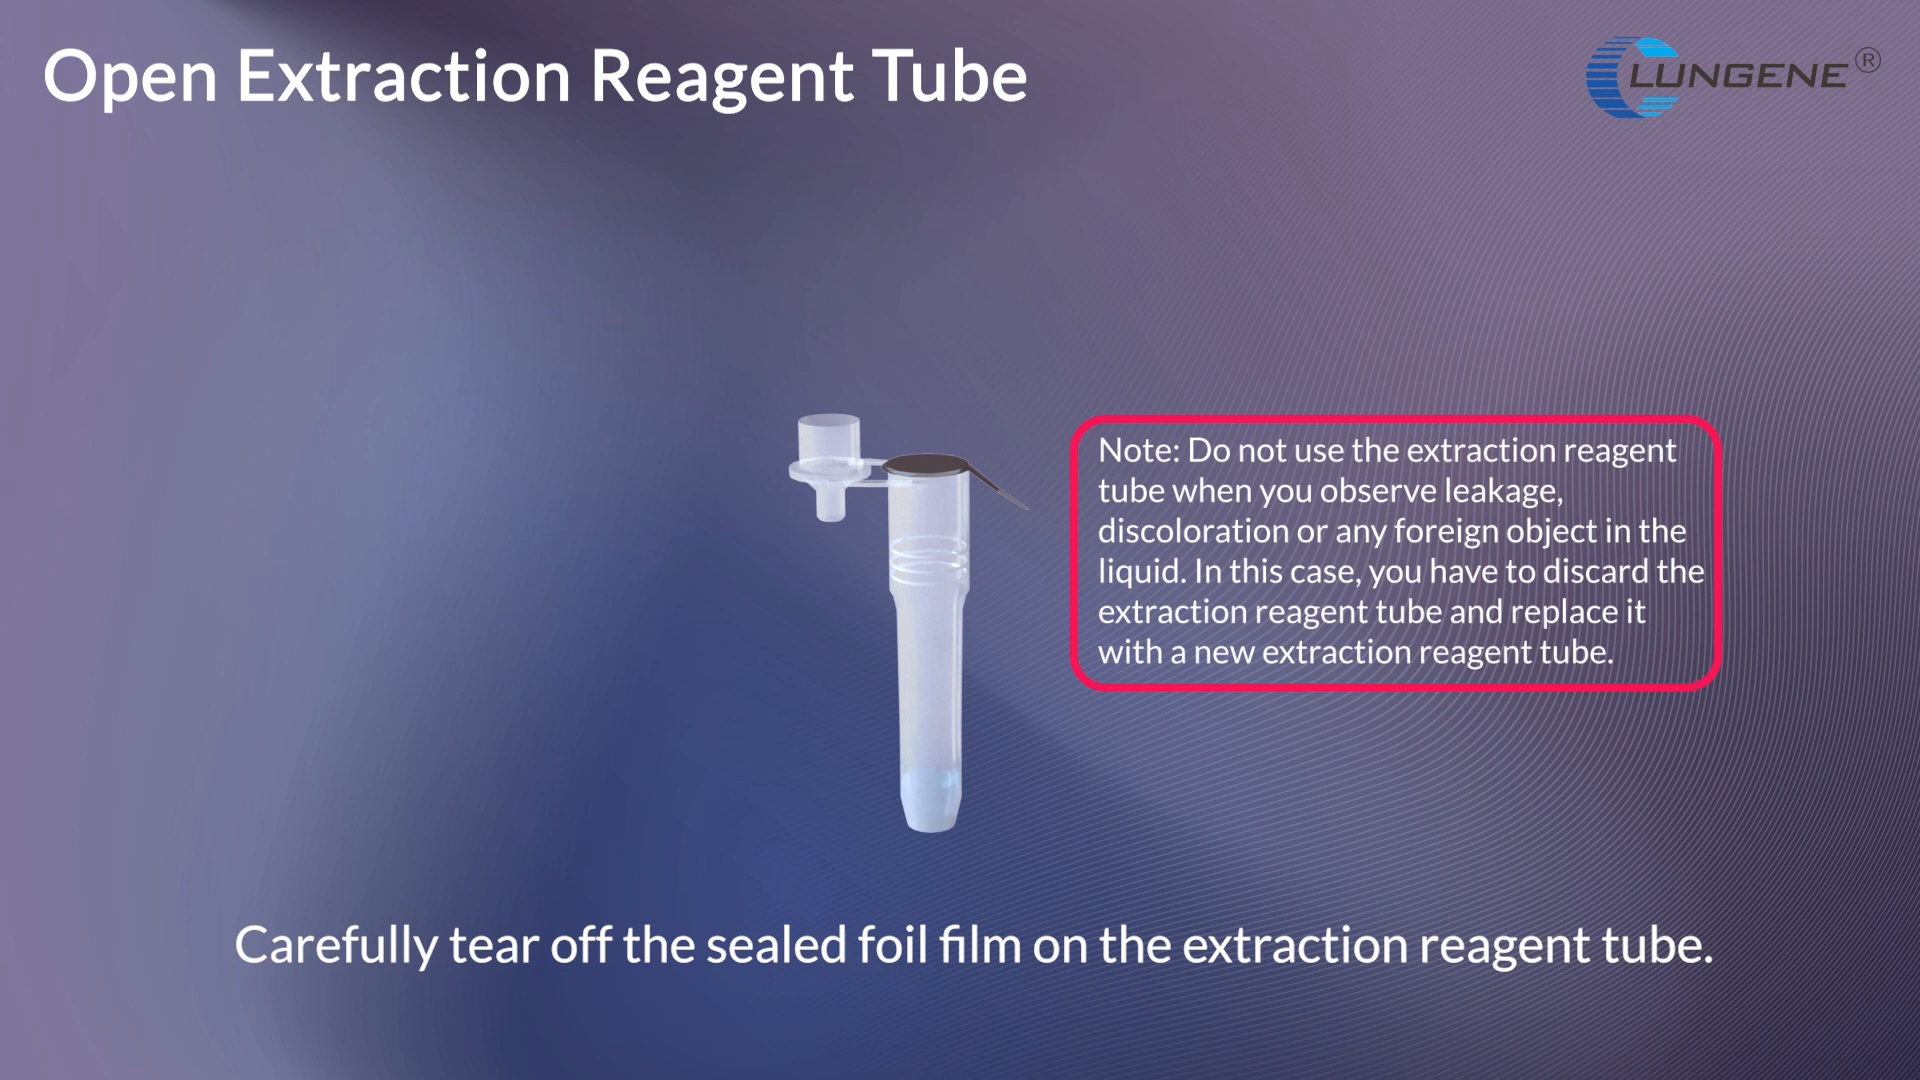 Open Extraction Reagent Tube
LUNGENE®
Note: Do not use the extraction reagent
tube when you observe leakage,
discoloration or any foreign object in the
liquid. In this case, you have to discard the
extraction reagent tube and replace it
with a new extraction reagent tube.
Carefully tear off the sealed foil film on the extraction reagent tube.